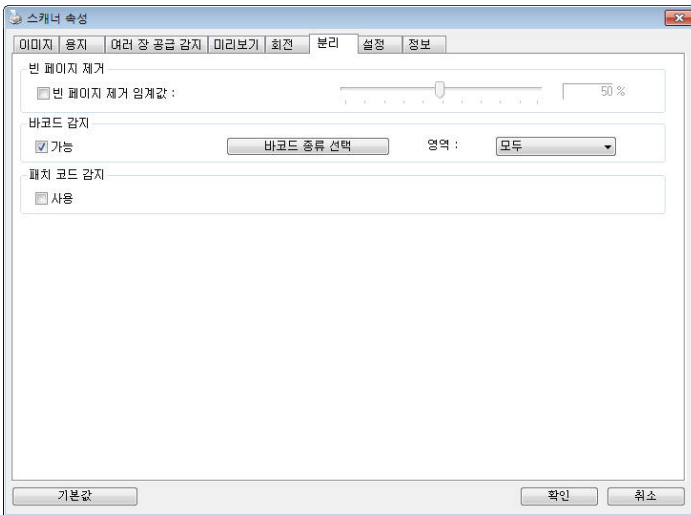 스캐너 속성
이미지 용지 여러 장 공급 감지 미리보기 회전 분리 설정 정보
빈 페이지 제거
빈 페이지 제거 임계값 : 50 %
바코드 감지
가능 바코드 종류 선택 영역 : 모두
패치 코드 감지
사용
기본값 확인 취소